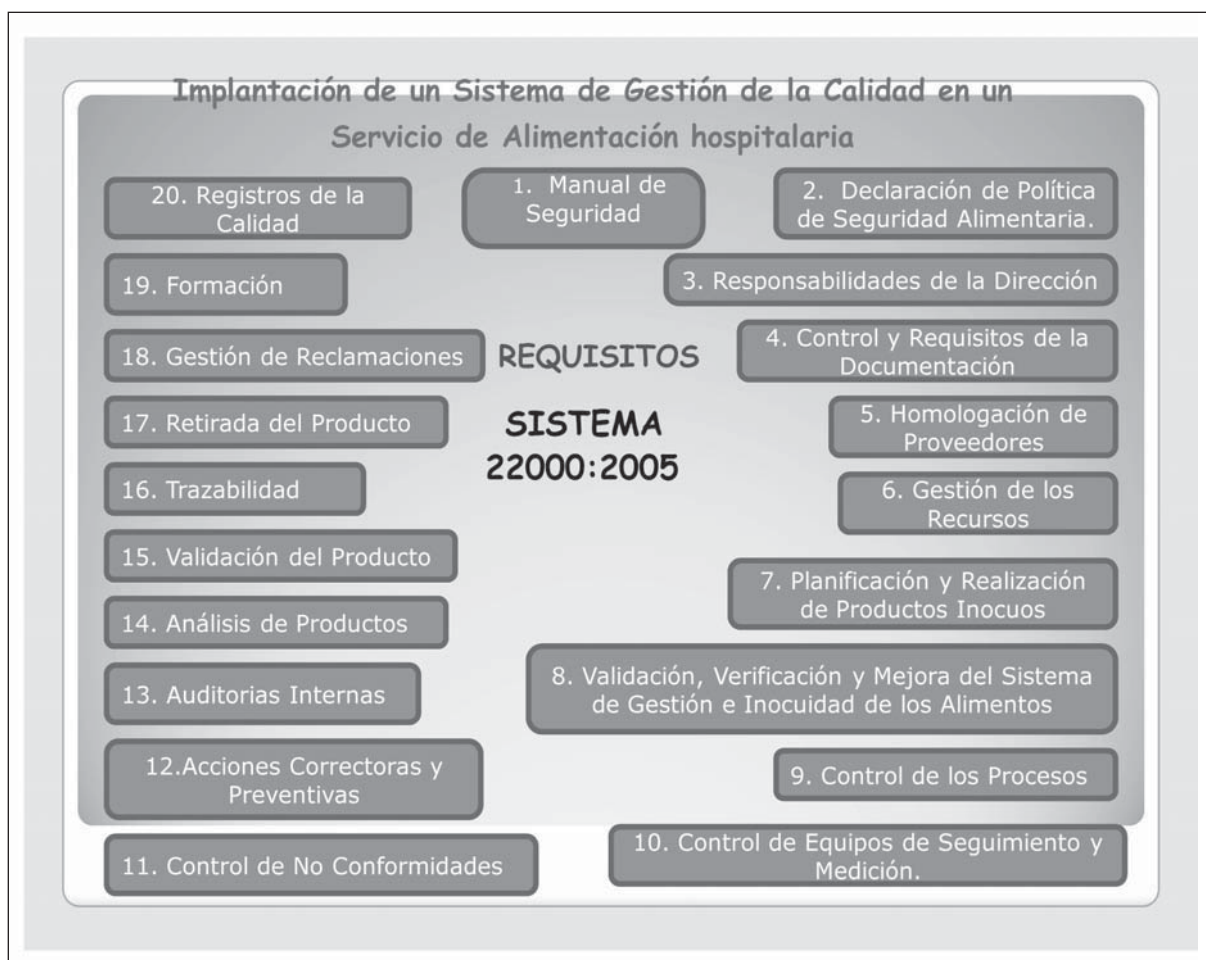 Implantación de un Sistema de Gestión de la Calidad en un
Servicio de Alimentación hospitalaria
1. Manual de
Seguridad
2. Declaración de Política
de Seguridad Alimentaria.
3. Responsabilidades de la Dirección
4. Control y Requisitos de la
Documentación
5. Homologación de
Proveedores
6. Gestión de los
Recursos
7. Planificación y Realización
de Productos Inocuos
8. Validación, Verificación y Mejora del Sistema
de Gestión e Inocuidad de los Alimentos
9. Control de los Procesos
10. Control de Equipos de Seguimiento y
Medición.
11. Control de No Conformidades
12.Acciones Correctoras y
Preventivas
13. Auditorias Internas
14. Análisis de Productos
15. Validación del Producto
16. Trazabilidad
17. Retirada del Producto
18. Gestión de Reclamaciones
19. Formación
20. Registros de la
Calidad
REQUISITOS
SISTEMA
22000:2005